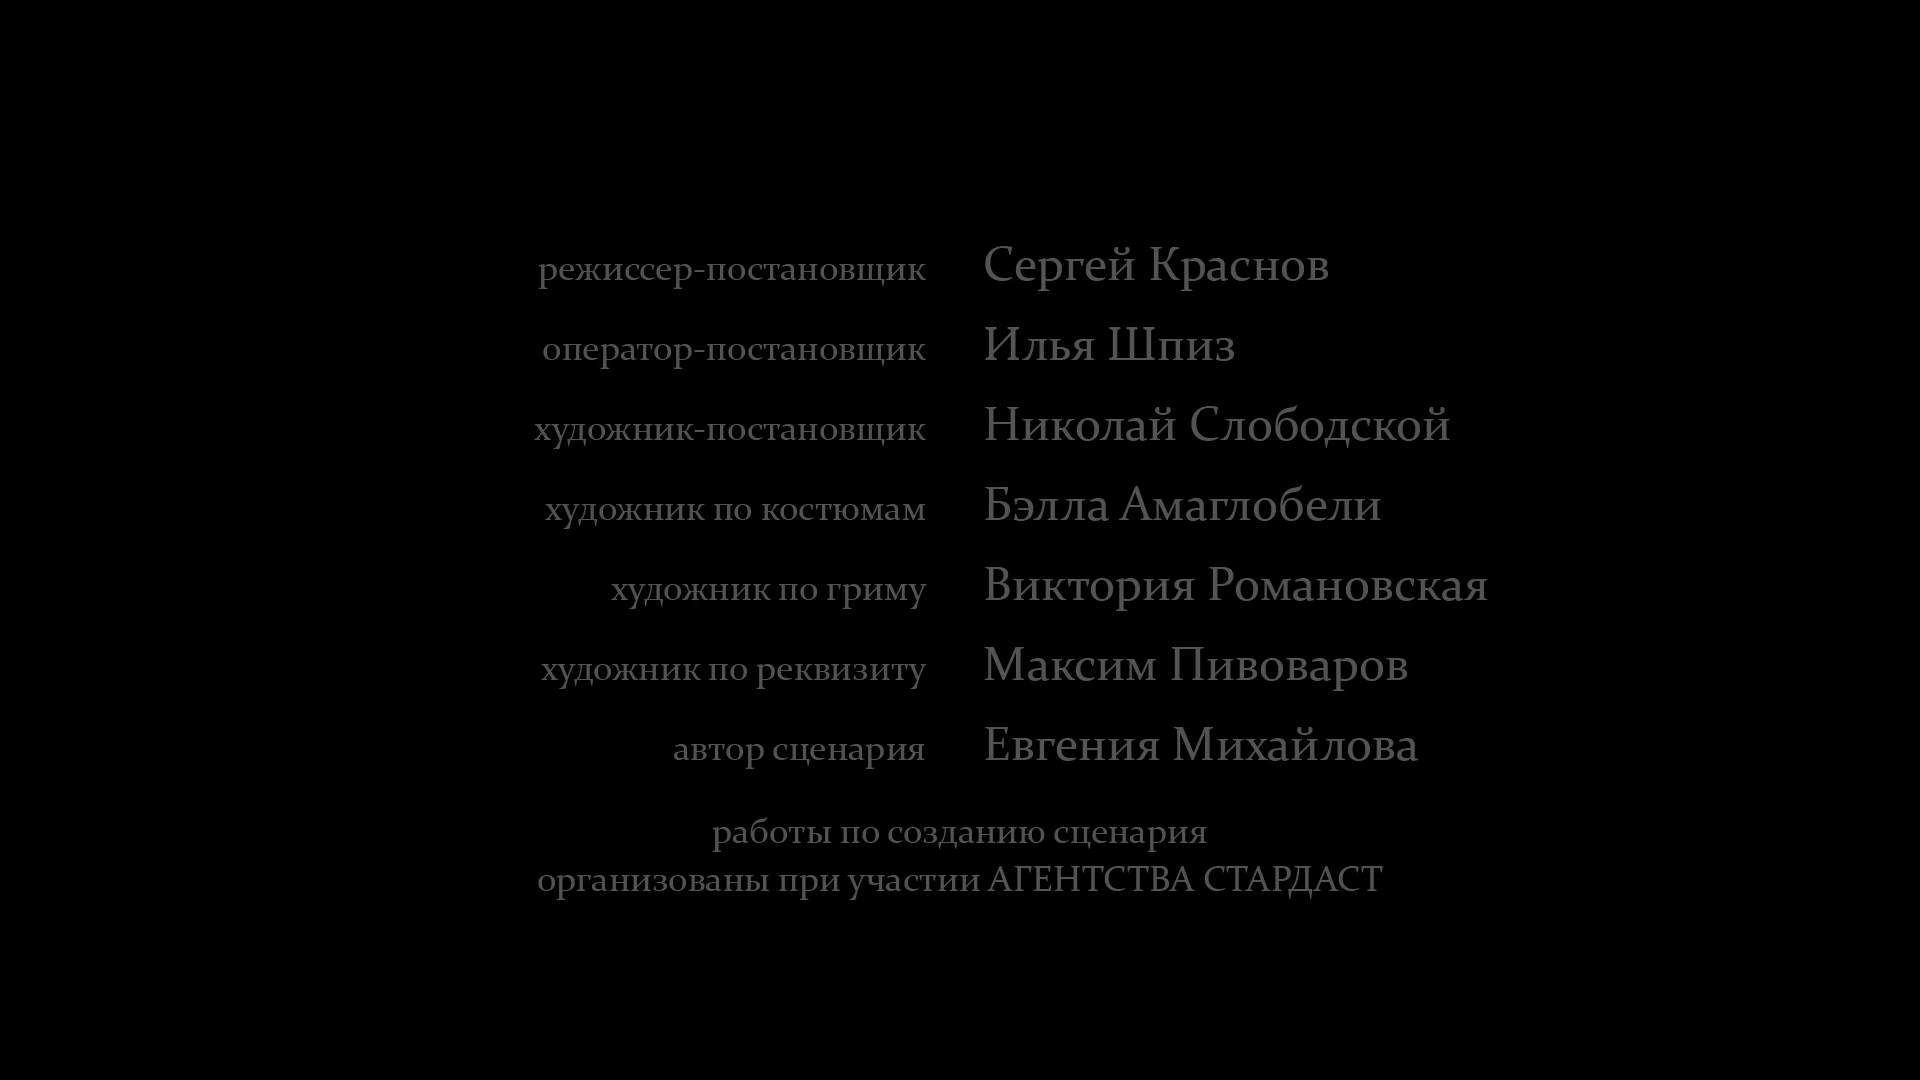 режиссер-постановщик Сергей Краснов
оператор-постановщик Илья Шпиз
художник-постановщик Николай Слободской
художник по костюмам Бэлла Амаглобели
художник по гриму Виктория Романовская
художник по реквизиту Максим Пивоваров
автор сценария Евгения Михайлова
работы по созданию сценария
организованы при участии АГЕНТСТВА СТАРДАСТ